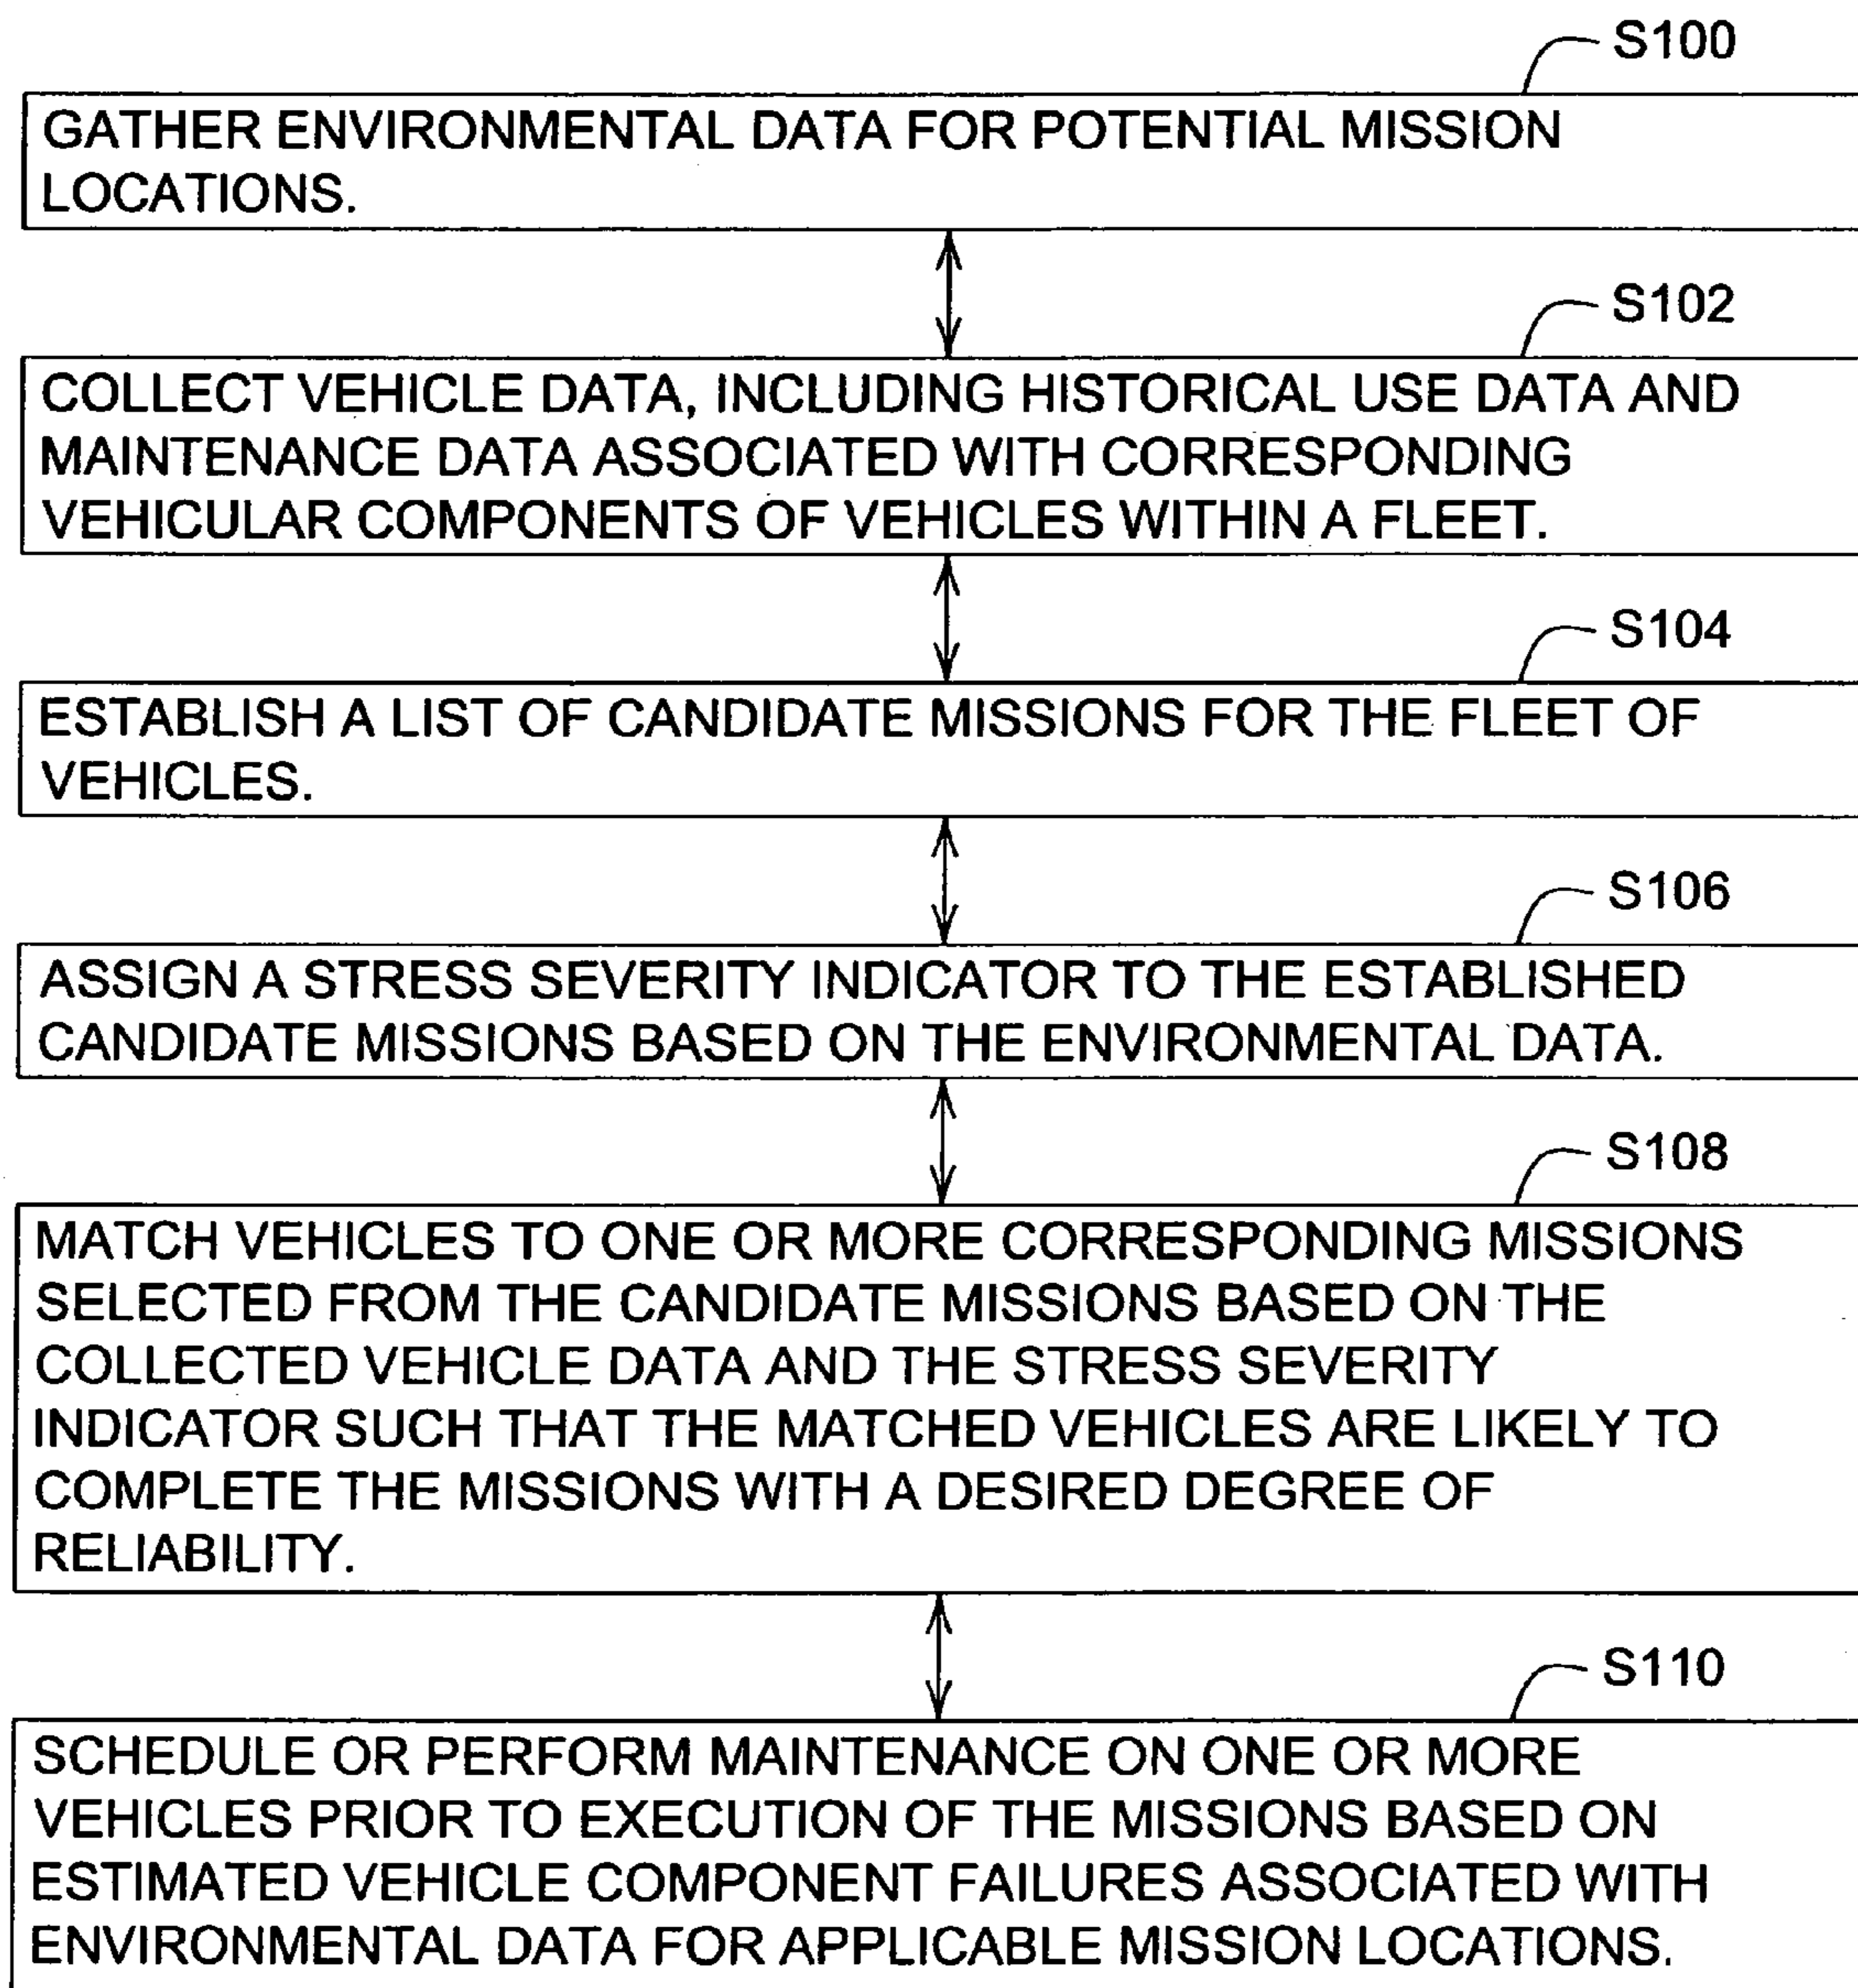 S100
GATHER ENVIRONMENTAL DATA FOR POTENTIAL MISSION
LOCATIONS.
S102
COLLECT VEHICLE DATA, INCLUDING HISTORICAL USE DATA AND
MAINTENANCE DATA ASSOCIATED WITH CORRESPONDING
VEHICULAR COMPONENTS OF VEHICLES WITHIN A FLEET.
S104
ESTABLISH A LIST OF CANDIDATE MISSIONS FOR THE FLEET OF
VEHICLES.
S106
ASSIGN A STRESS SEVERITY INDICATOR TO THE ESTABLISHED
CANDIDATE MISSIONS BASED ON THE ENVIRONMENTAL DATA.
S108
MATCH VEHICLES TO ONE OR MORE CORRESPONDING MISSIONS
SELECTED FROM THE CANDIDATE MISSIONS BASED ON THE
COLLECTED VEHICLE DATA AND THE STRESS SEVERITY
INDICATOR SUCH THAT THE MATCHED VEHICLES ARE LIKELY TO
COMPLETE THE MISSIONS WITH A DESIRED DEGREE OF
RELIABILITY.
S110
SCHEDULE OR PERFORM MAINTENANCE ON ONE OR MORE
VEHICLES PRIOR TO EXECUTION OF THE MISSIONS BASED ON
ESTIMATED VEHICLE COMPONENT FAILURES ASSOCIATED WITH
ENVIRONMENTAL DATA FOR APPLICABLE MISSION LOCATIONS.